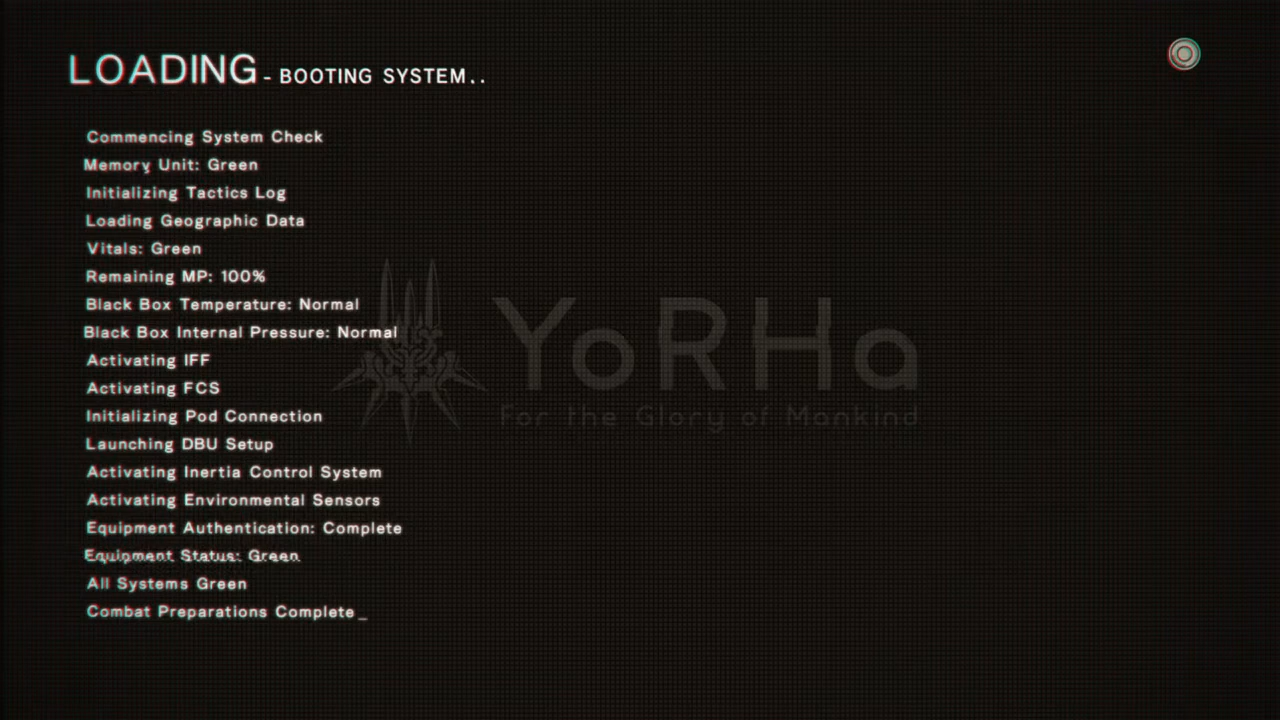 LOADING - BOOTING SYSTEM..
Commencing System Check
Memory Unit: Green
Initializing Tactics Log
Loading Geographic Data
Vitals: Green
Remaining MP: 100%
Black Box Temperature: Normal
Black Box Internal Pressure: Normal
Activating IFF
Activating FCS
Initializing Pod Connection
Launching DBU Setup
Activating Inertia Control System
Activating Environmental Sensors
Equipment Authentication: Complete
Equipment Status: Green
All Systems Green
Combat Preparations Complete_
YoRHa
For the Glory of Mankind